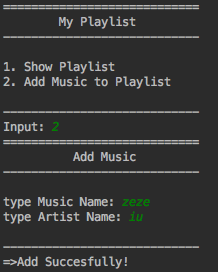 ============================
My Playlist
----------------------------
1. Show Playlist
2. Add Music to Playlist
----------------------------
Input: 2
============================
Add Music
----------------------------
type Music Name: zeze
type Artist Name: iu
----------------------------
=>Add Succesfully!